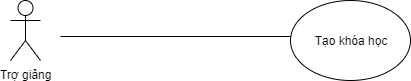 Tạo khóa học
Trợ giảng